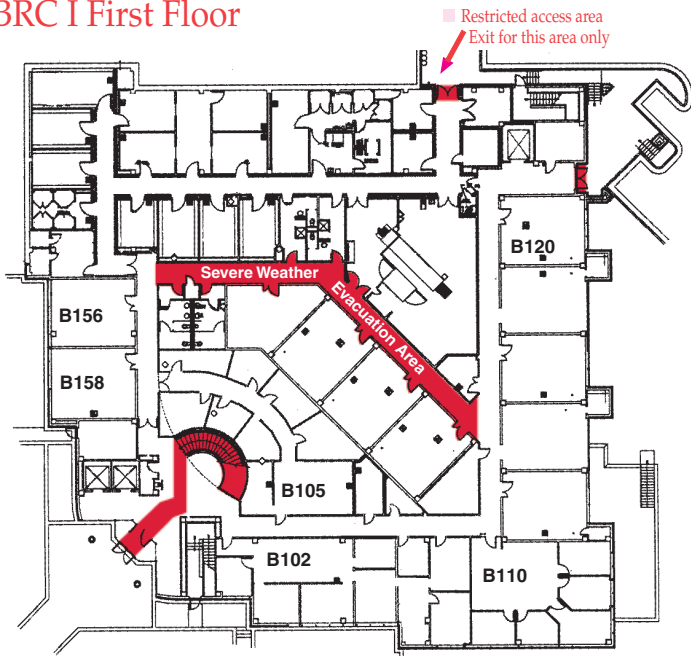 BRC I First Floor
Restricted access area
Exit for this area only
B120
Severe Weather
Evacuation Area
B156
B158
B105
B102
B110